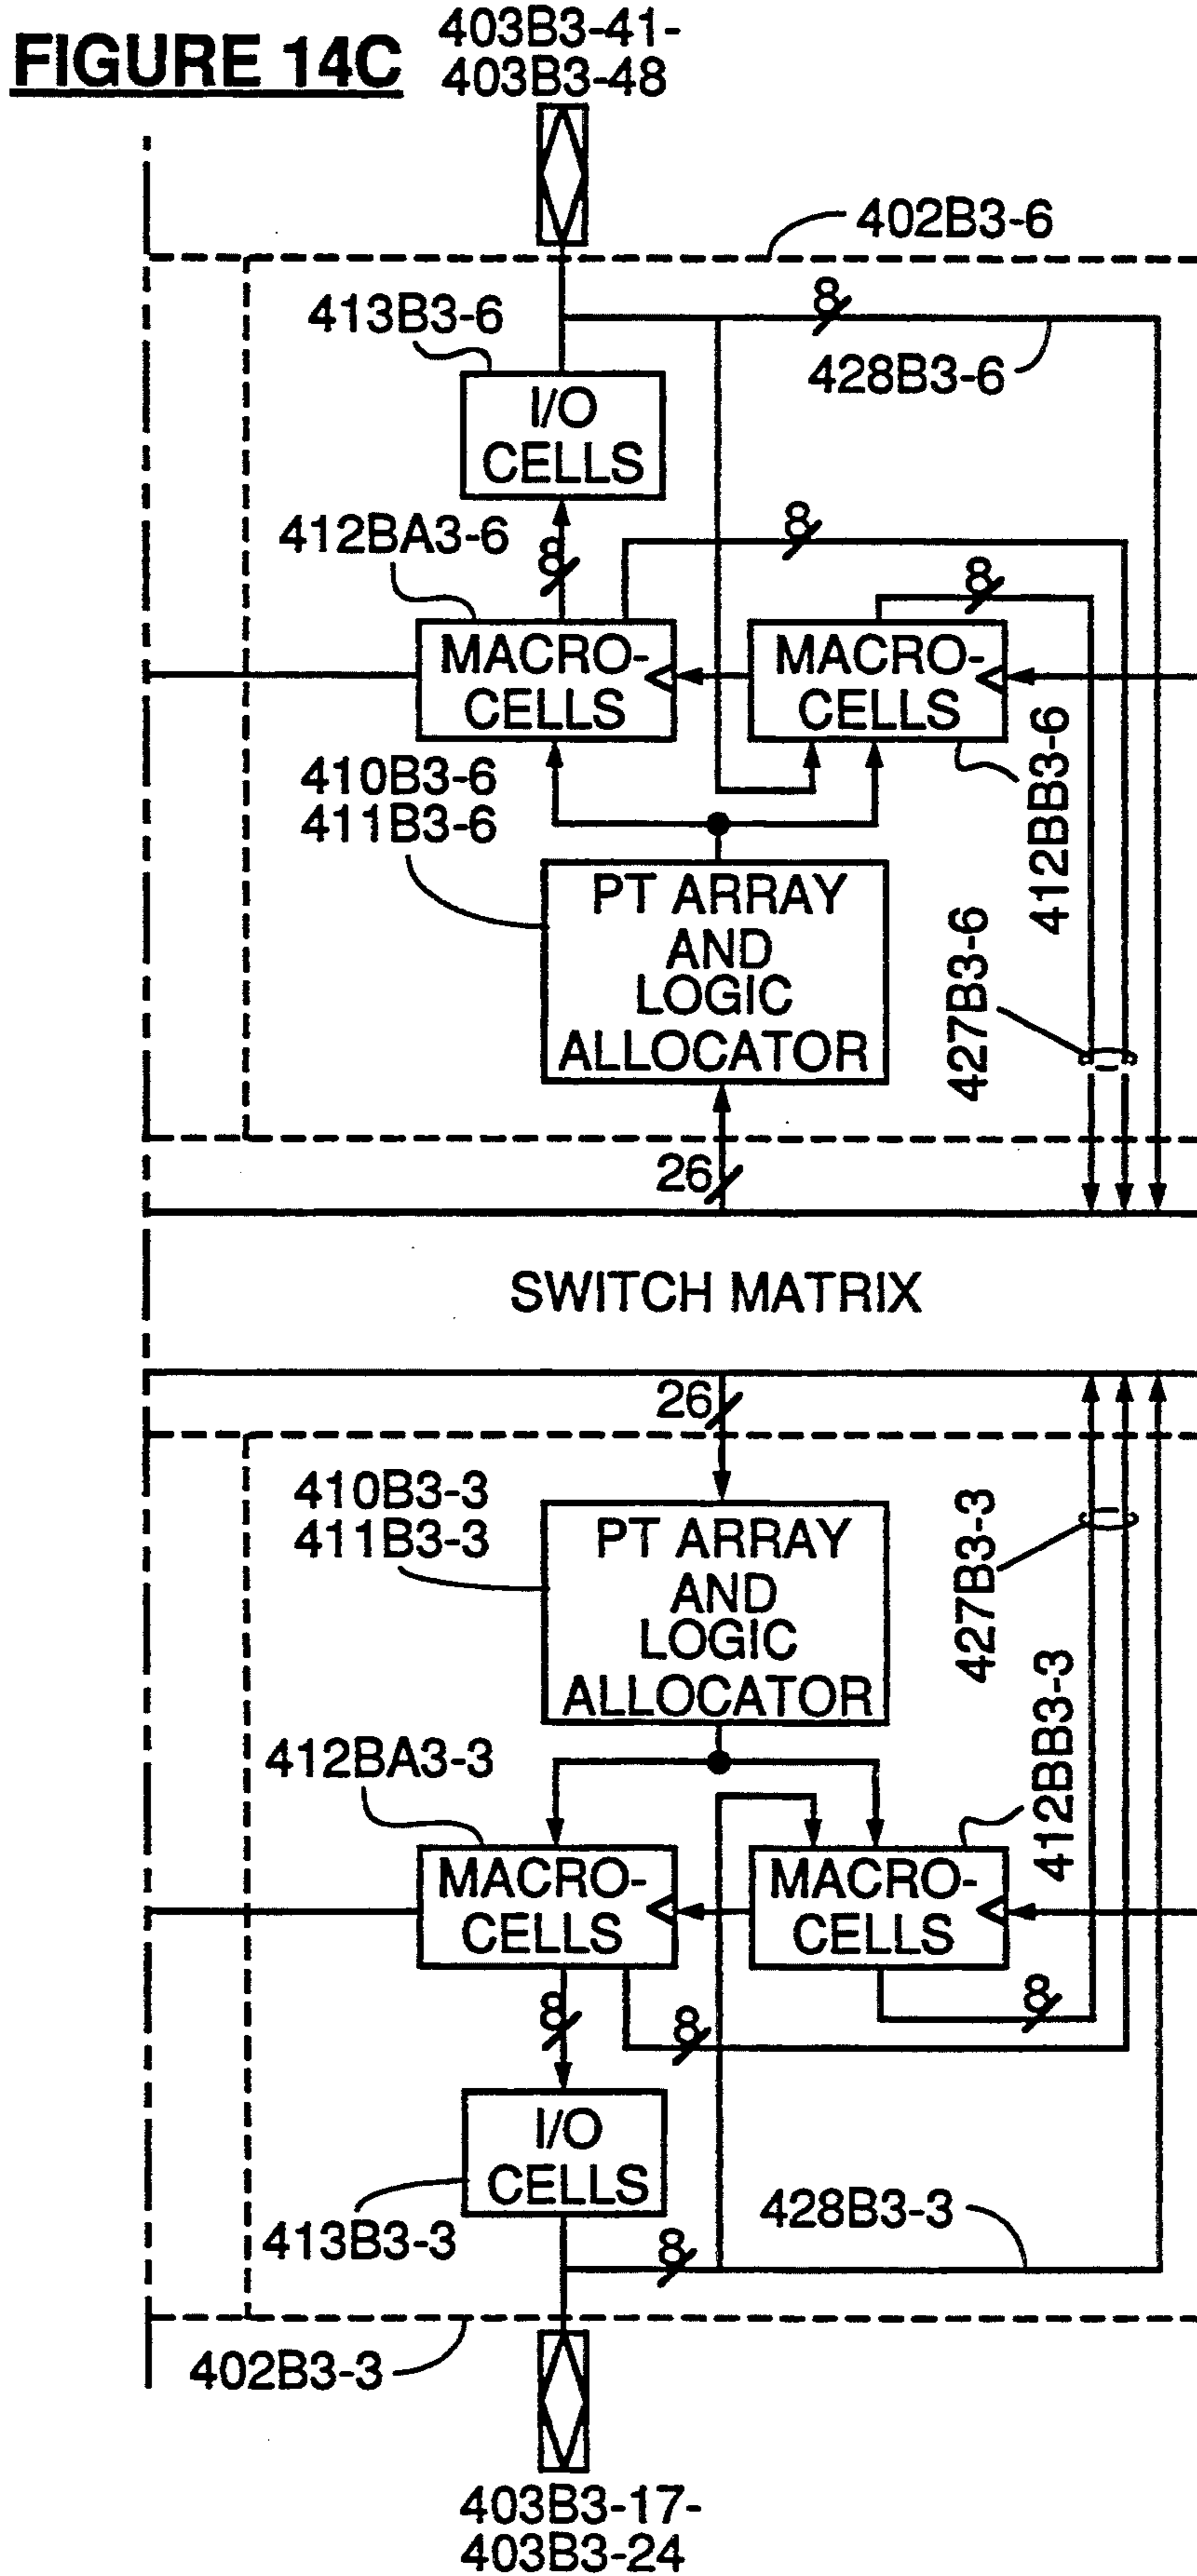 FIGURE 14C
403B3-41-
403B3-48
402B3-6
8
413B3-6
428B3-6
I/O
CELLS
8
412BA3-6
8
8
MACRO-
CELLS
MACRO-
CELLS
410B3-6
411B3-6
412BB3-6
PT ARRAY
AND
LOGIC
ALLOCATOR
427B3-6
26
SWITCH MATRIX
26
410B3-3
411B3-3
PT ARRAY
AND
LOGIC
ALLOCATOR
427B3-3
412BB3-3
412BA3-3
MACRO-
CELLS
MACRO-
CELLS
8
8
8
I/O
CELLS
413B3-3
428B3-3
8
402B3-3
403B3-17-
403B3-24